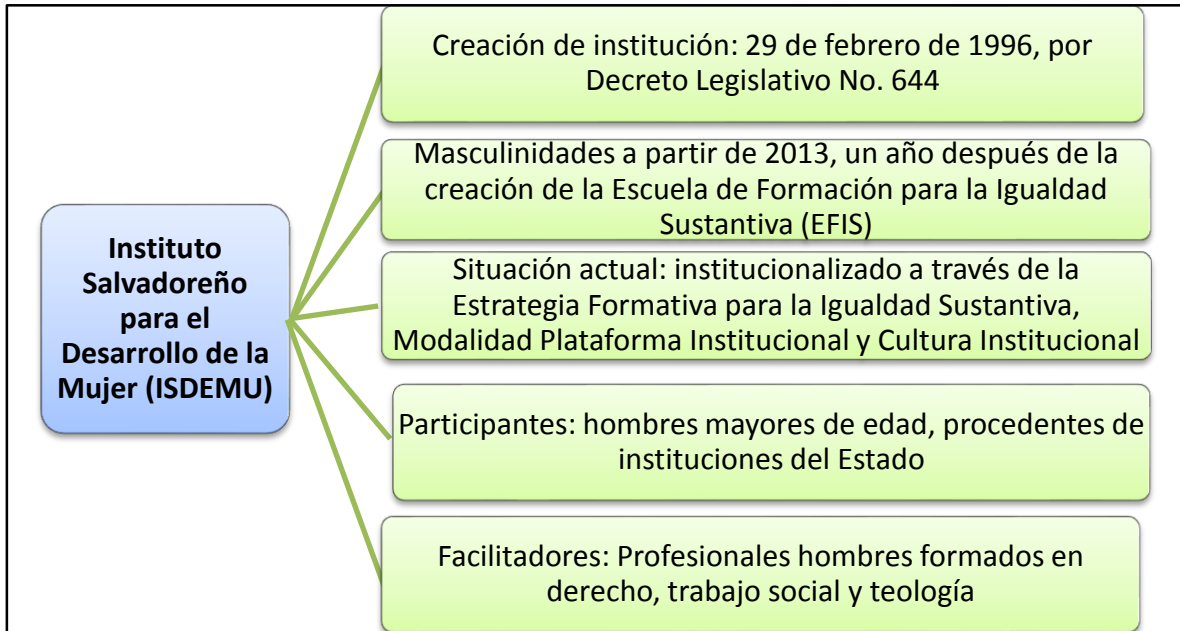 Creación de institución: 29 de febrero de 1996, por
Decreto Legislativo No. 644
Masculinidades a partir de 2013, un año después de la
creación de la Escuela de Formación para la Igualdad
Sustantiva (EFIS)
Instituto
Salvadoreño
para el
Desarrollo de la
Mujer (ISDEMU)
Situación actual: institucionalizado a través de la
Estrategia Formativa para la Igualdad Sustantiva,
Modalidad Plataforma Institucional y Cultura Institucional
Participantes: hombres mayores de edad, procedentes de
instituciones del Estado
Facilitadores: Profesionales hombres formados en
derecho, trabajo social y teología